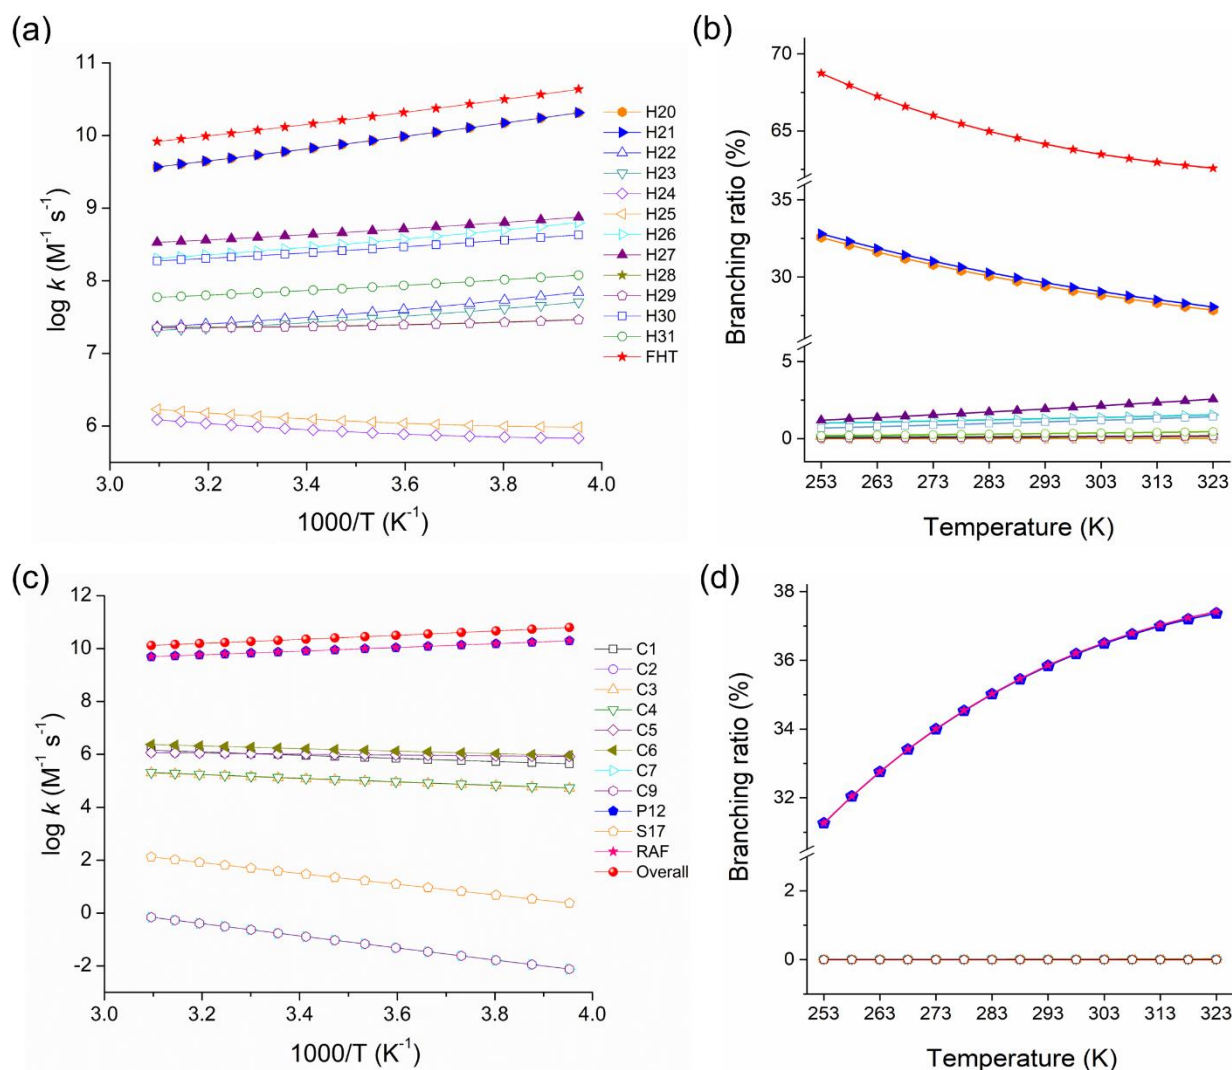 (a)
log k (M⁻¹ s⁻¹)
11
10
9
8
7
6
3.0
3.2
3.4
3.6
3.8
4.0
1000/T (K⁻¹)
H20
H21
H22
H23
H24
H25
H26
H27
H28
H29
H30
H31
FHT
(b)
Branching ratio (%)
70
65
35
30
5
0
253
263
273
283
293
303
313
323
Temperature (K)
(c)
log k (M⁻¹ s⁻¹)
12
10
8
6
4
2
0
-2
3.0
3.2
3.4
3.6
3.8
4.0
1000/T (K⁻¹)
C1
C2
C3
C4
C5
C6
C7
C9
P12
S17
RAF
Overall
(d)
Branching ratio (%)
38
36
34
32
2
0
253
263
273
283
293
303
313
323
Temperature (K)